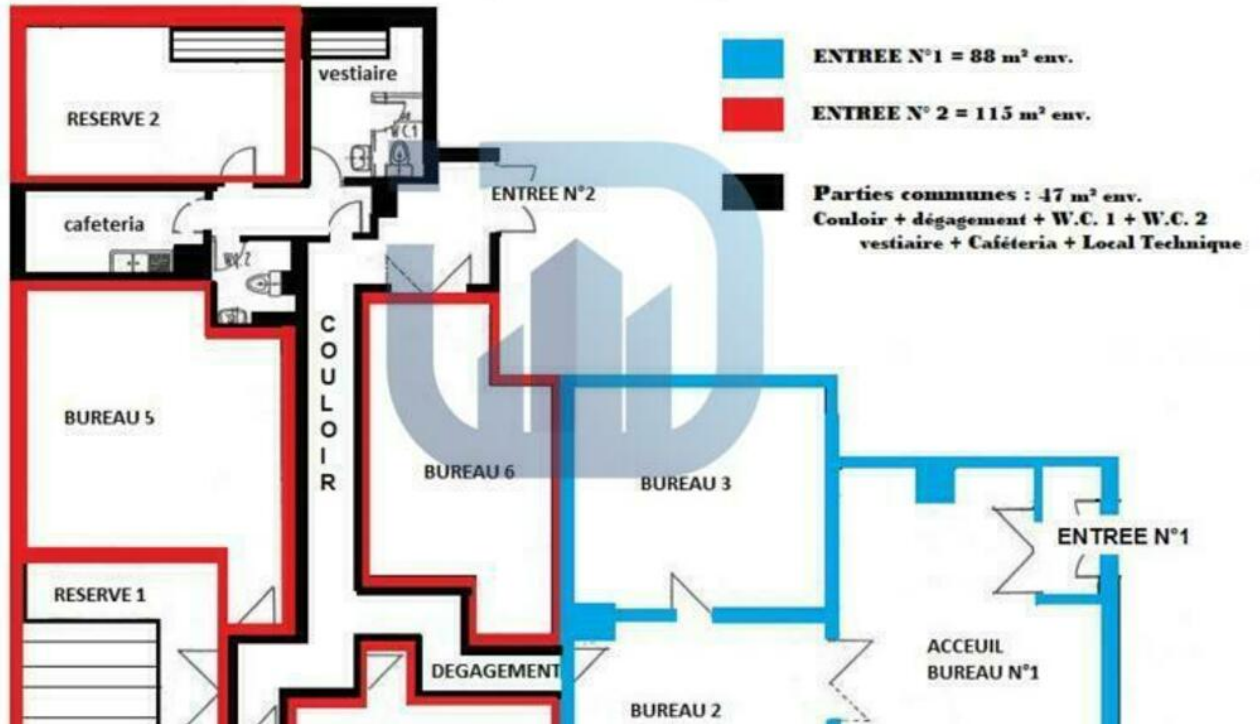 vestiaire
RESERVE 2
W.C 1
ENTREE N°2
cafeteria
W.C 2
COULOIR
BUREAU 5
BUREAU 6
BUREAU 3
RESERVE 1
DEGAGEMENT
BUREAU 2
ENTREE N°1
ACCEUIL
BUREAU N°1
ENTREE N°1 = 88 m² env.
ENTREE N° 2 = 115 m² env.
Parties communes : 47 m² env.
Couloir + dégagement + W.C. 1 + W.C. 2
vestiaire + Caféteria + Local Technique